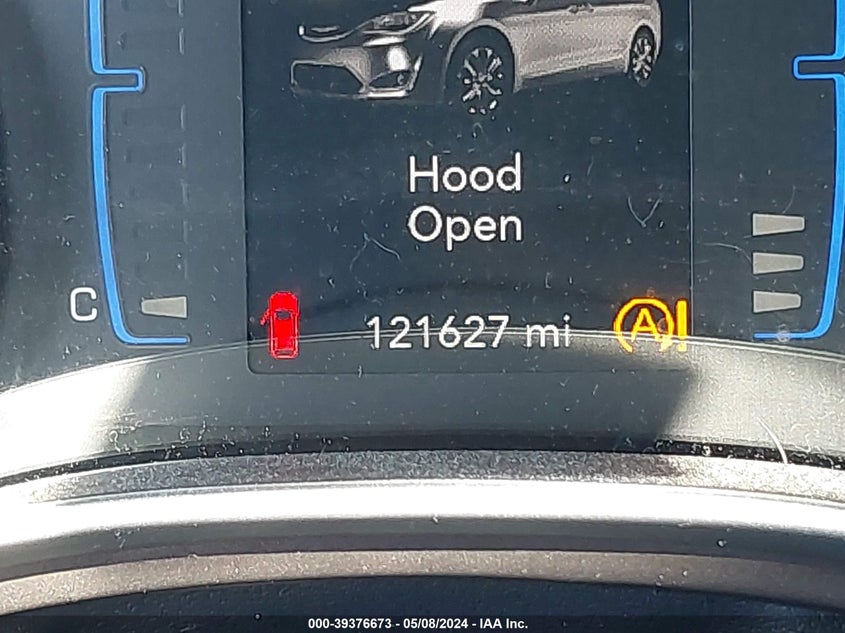 Hood
Open
C
121627 mi
A!
000-39376673 - 05/08/2024 - IAA Inc.